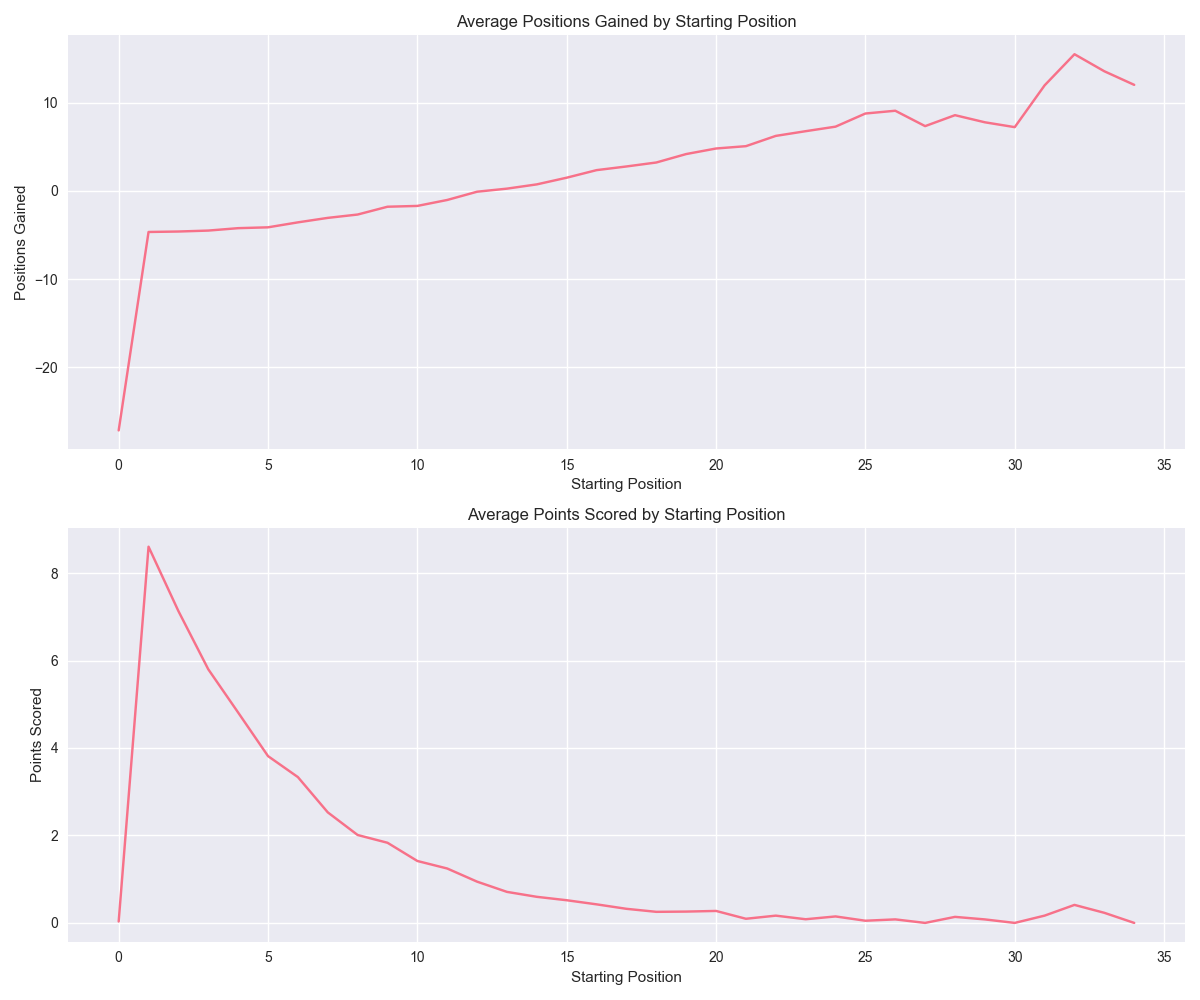 Average Positions Gained by Starting Position
Positions Gained
10
0
−10
−20
0 5 10 15 20 25 30 35
Starting Position
Average Points Scored by Starting Position
Points Scored
8
6
4
2
0
0 5 10 15 20 25 30 35
Starting Position